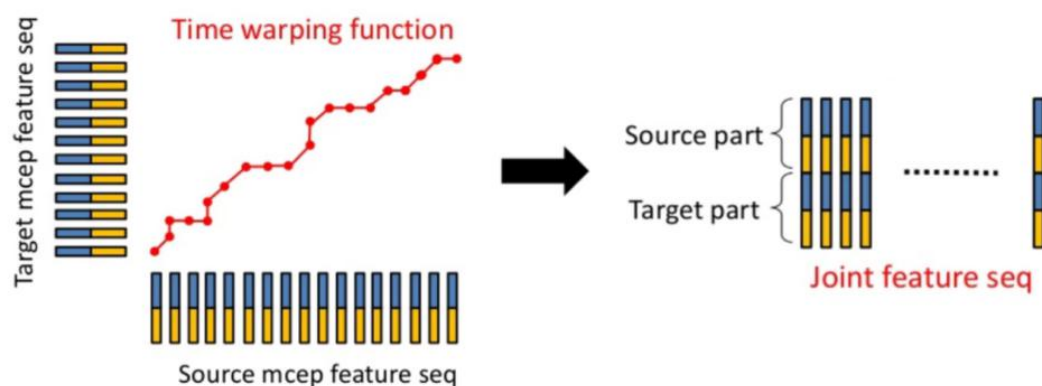 Time warping function
Target mcep feature seq
Source mcep feature seq
Source part
Target part
Joint feature seq